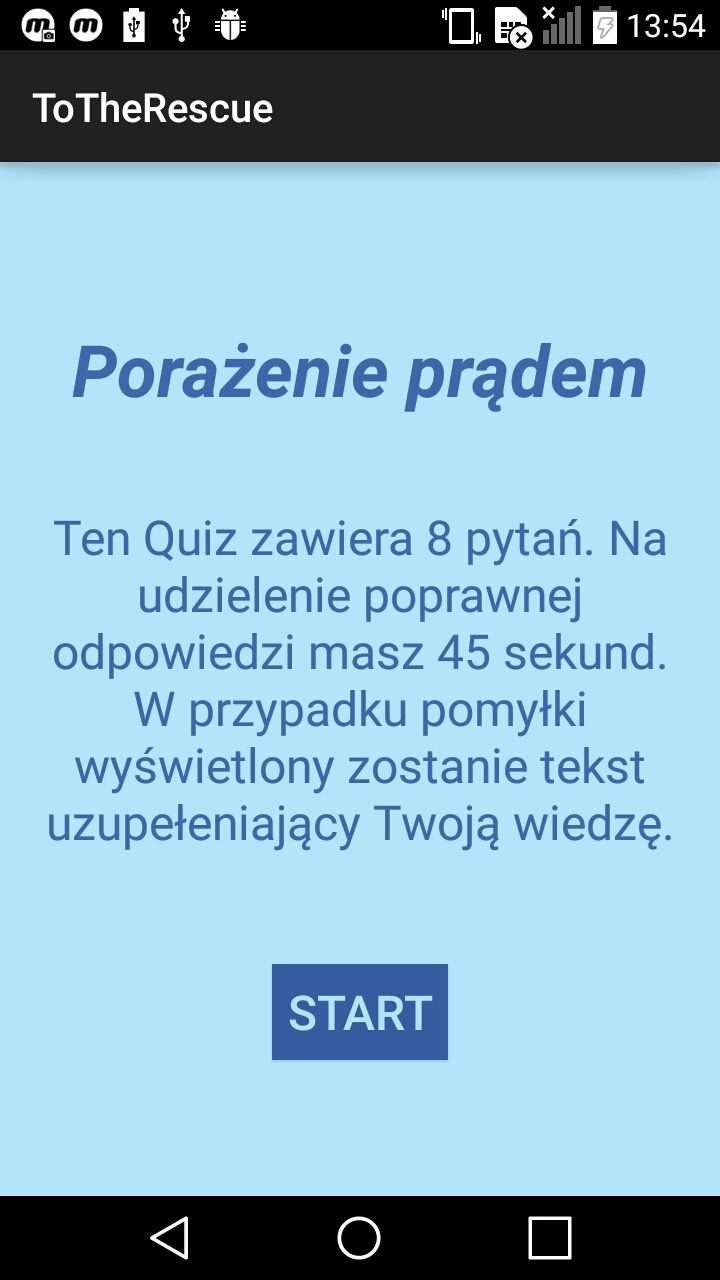 13:54
ToTheRescue
Porażenie prądem
Ten Quiz zawiera 8 pytań. Na
udzielenie poprawnej
odpowiedzi masz 45 sekund.
W przypadku pomyłki
wyświetlony zostanie tekst
uzupełeniający Twoją wiedzę.
START